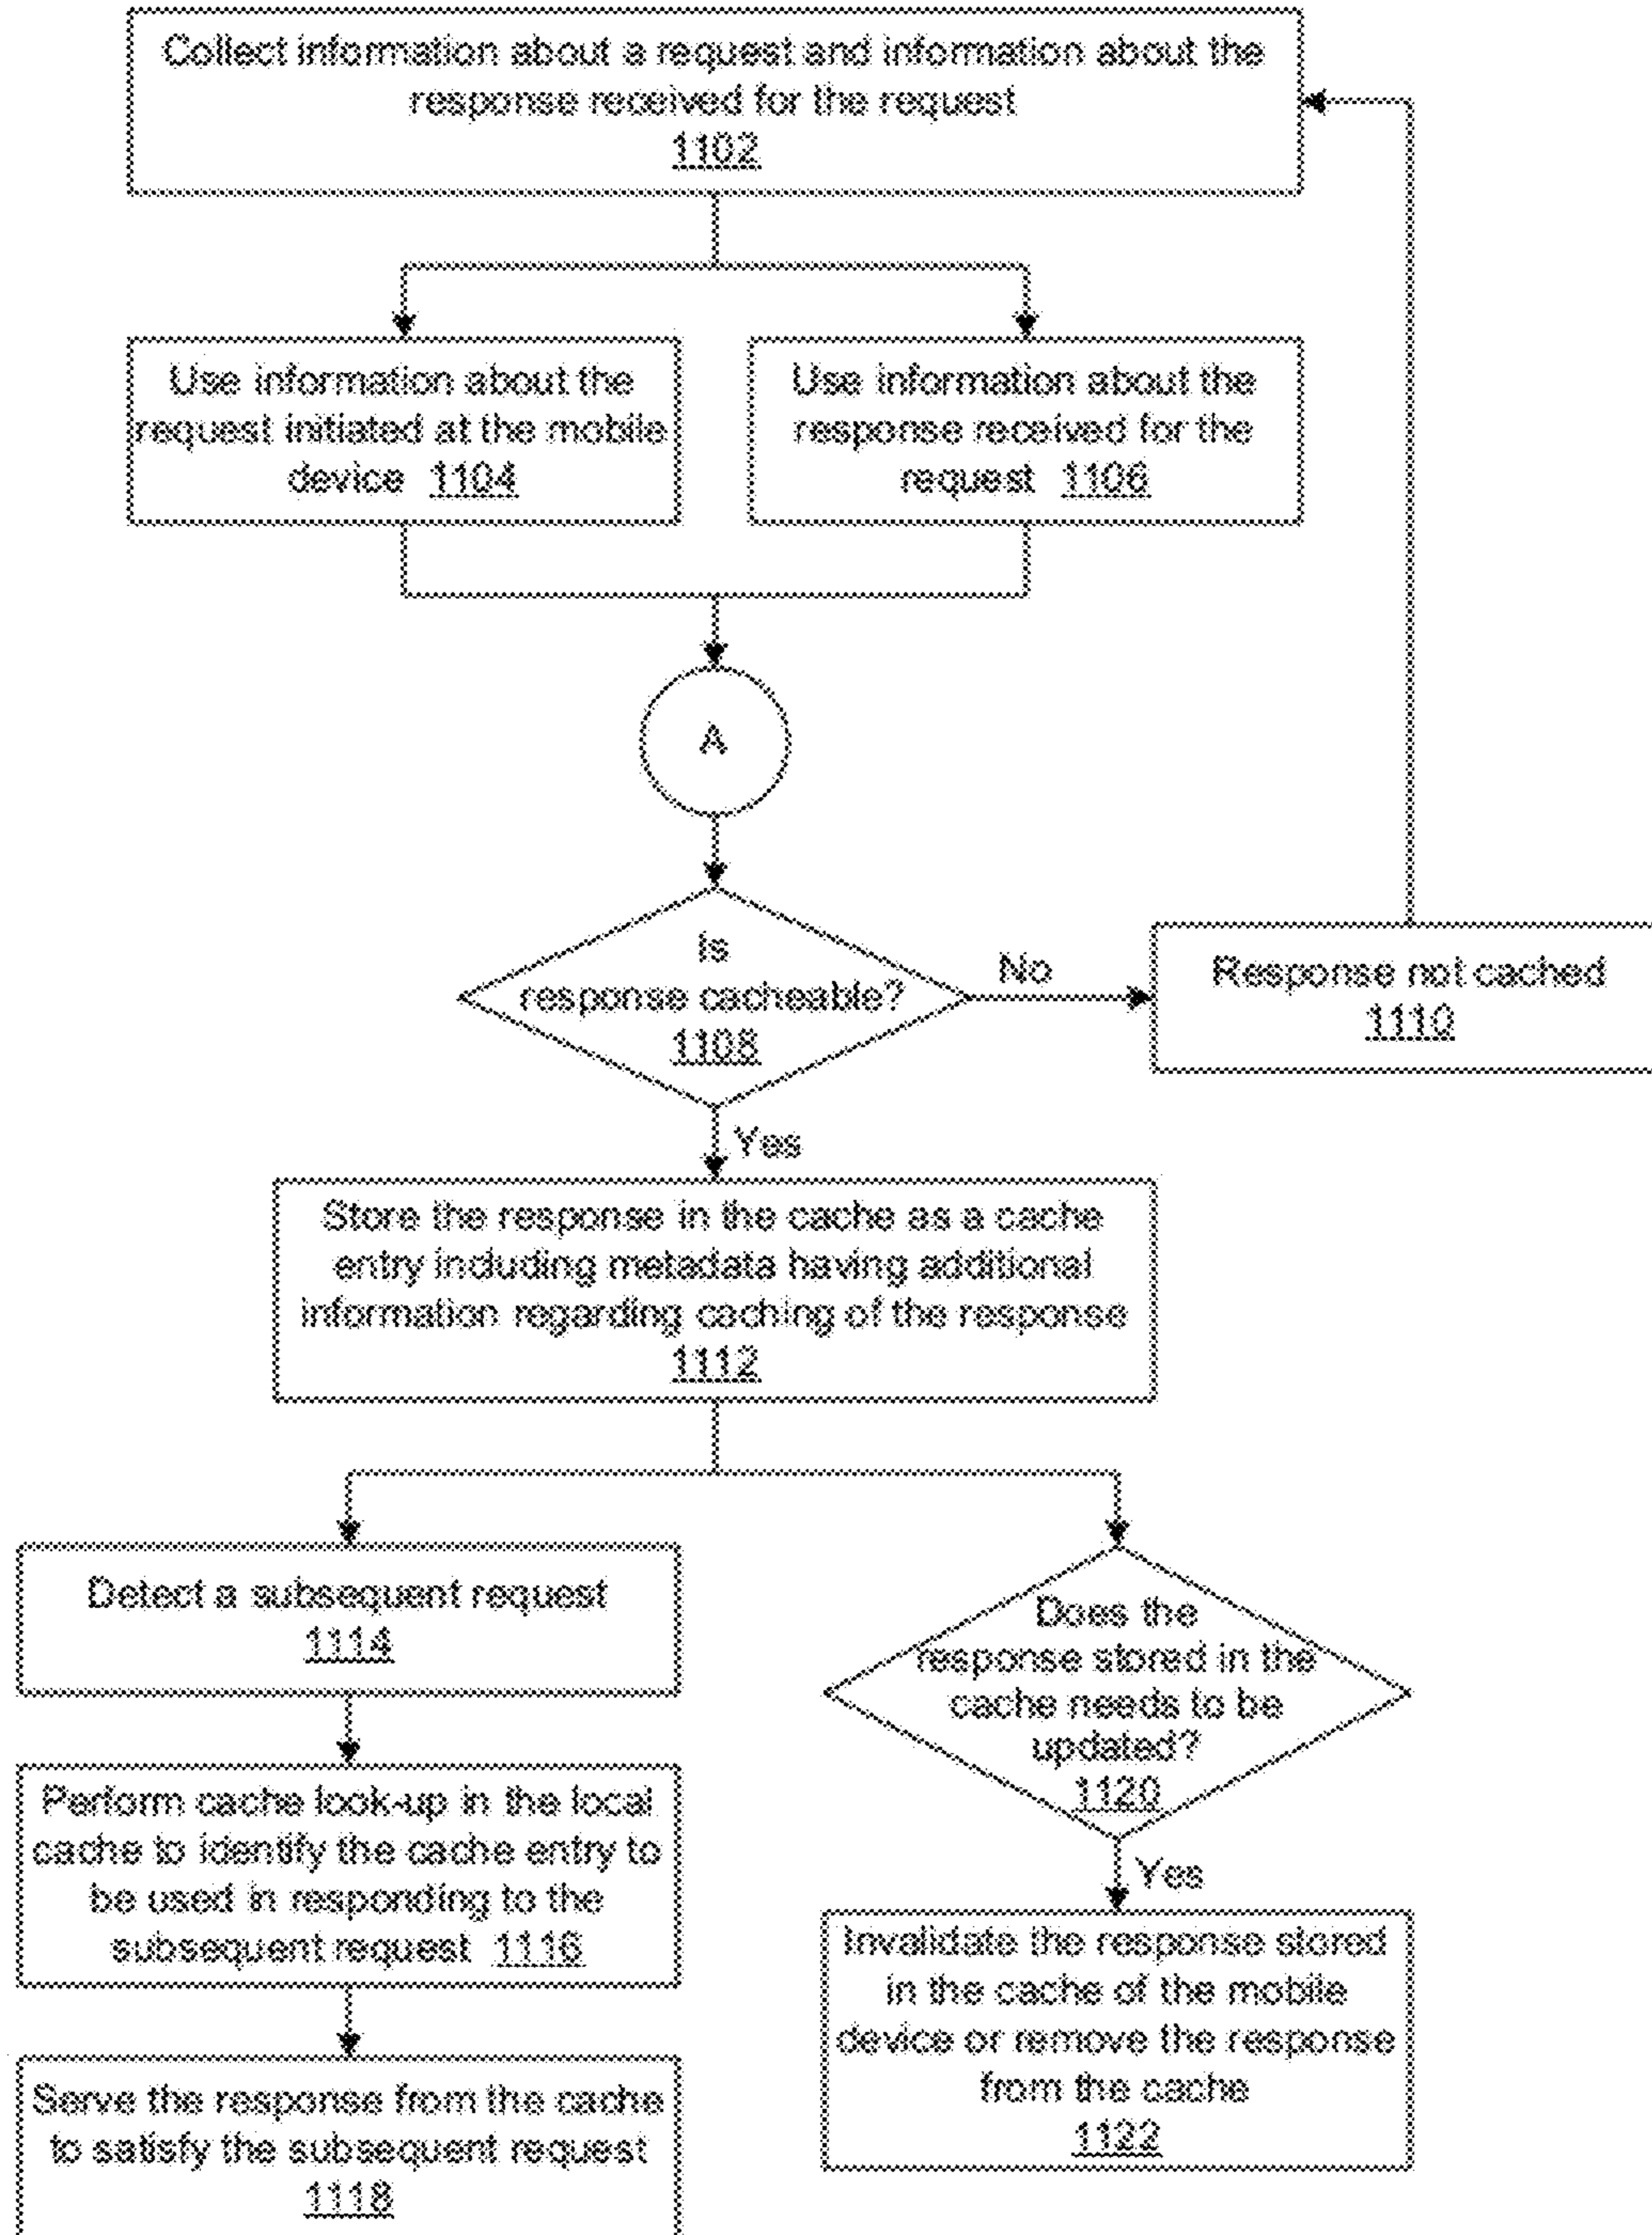 Collect information about a request and information about the
response received for the request
1102
Use information about the
request initiated at the mobile
device 1104
Use information about the
response received for the
request 1106
A
Is
response cacheable?
1108
No
Response not cached
1110
Yes
Store the response in the cache as a cache
entry including metadata having additional
information regarding caching of the response
1112
Detect a subsequent request
1114
Perform cache look-up in the local
cache to identify the cache entry to
be used in responding to the
subsequent request 1116
Serve the response from the cache
to satisfy the subsequent request
1118
Does the
response stored in the
cache needs to be
updated?
1120
Yes
Invalidate the response stored
in the cache of the mobile
device or remove the response
from the cache
1122